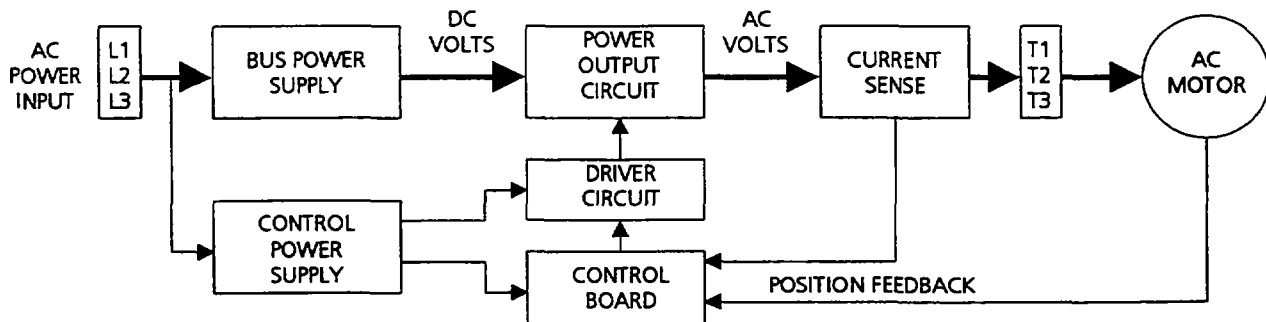 AC
POWER
INPUT
L1
L2
L3
BUS POWER
SUPPLY
DC
VOLTS
POWER
OUTPUT
CIRCUIT
AC
VOLTS
CURRENT
SENSE
T1
T2
T3
AC
MOTOR
DRIVER
CIRCUIT
CONTROL
POWER
SUPPLY
CONTROL
BOARD
POSITION FEEDBACK